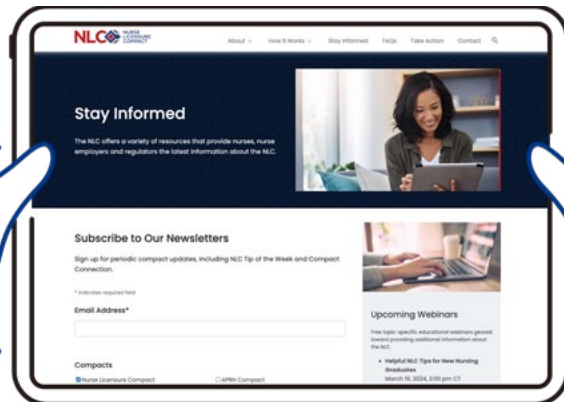 NLC NURSE
LICENSURE
COMPACT
About How It Works Stay Informed FAQs Take Action Contact
Stay Informed
The NLC offers a variety of resources that provide nurses, nurse
employers and regulators the latest information about the NLC.
Subscribe to Our Newsletters
Sign up for periodic compact updates, including NLC Tip of the Week and Compact
Connection.
* indicates required field
Email Address*
Compacts
Nurse Licensure Compact APRN Compact
Upcoming Webinars
Free topic-specific educational webinars geared
toward providing additional information about
the NLC.
• Helpful NLC Tips for New Nursing
Graduates
March 19, 2024, 2:00 pm CT